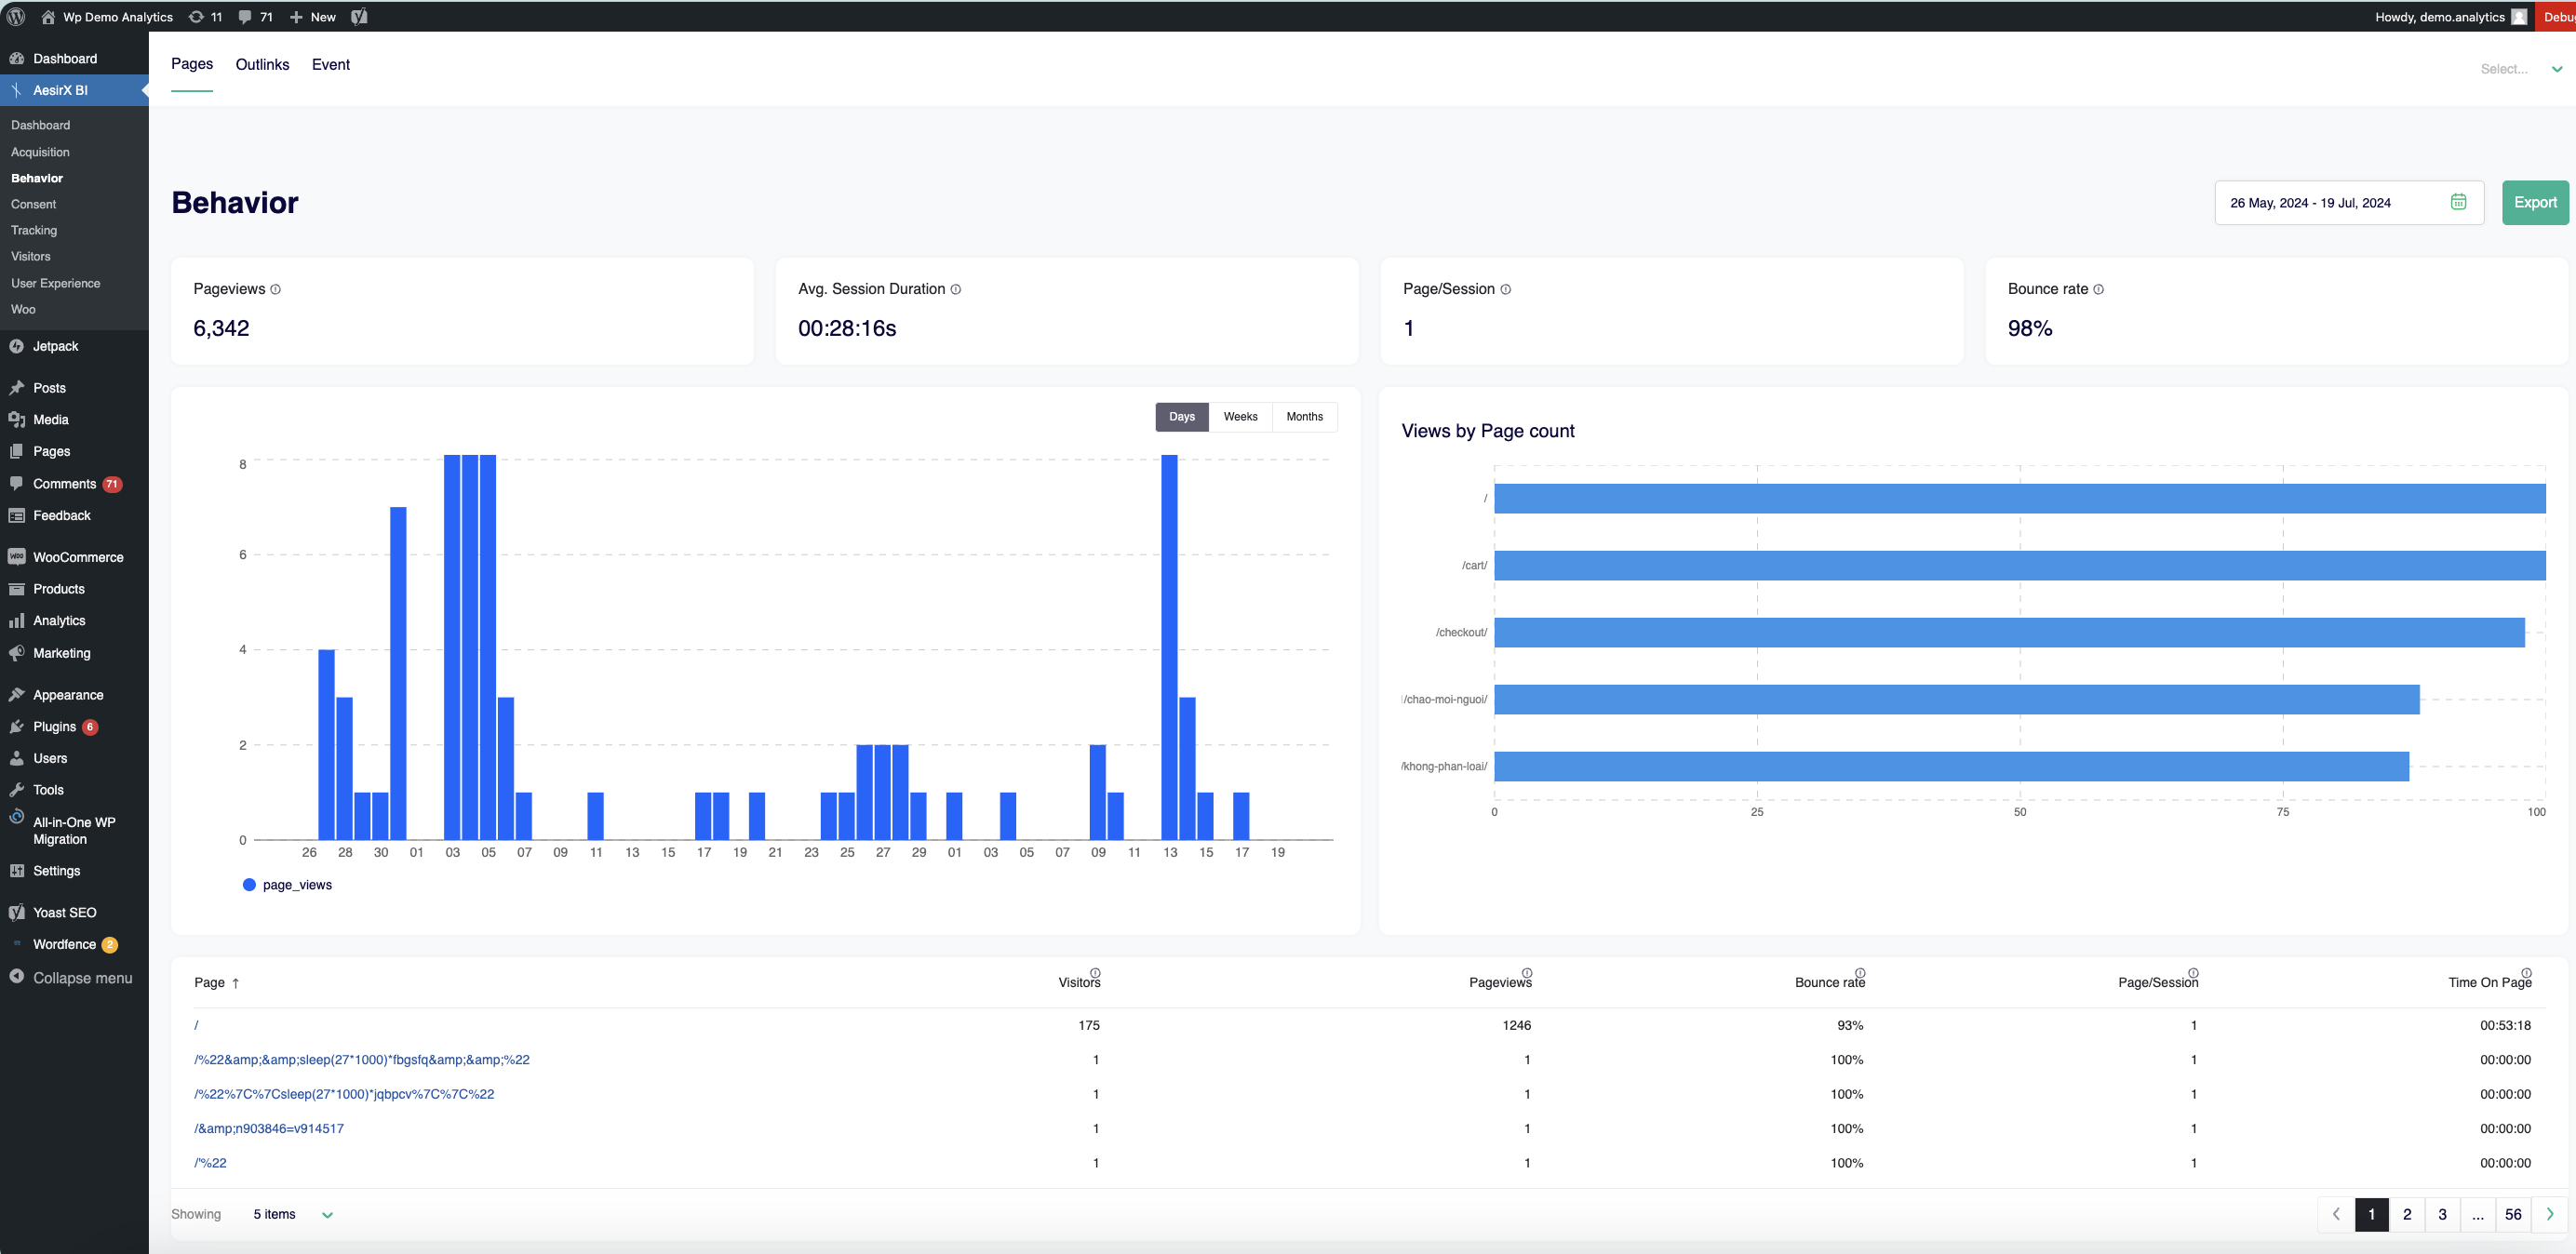 Wp Demo Analytics 11 71 New Howdy, demo.analytics Debu
Dashboard
AesirX BI
Dashboard
Acquisition
Behavior
Consent
Tracking
Visitors
User Experience
Woo
Jetpack
Posts
Media
Pages
Comments 71
Feedback
WooCommerce
Products
Analytics
Marketing
Appearance
Plugins 6
Users
Tools
All-in-One WP
Migration
Settings
Yoast SEO
Wordfence 2
Collapse menu
Pages Outlinks Event Select...
Behavior 26 May, 2024 - 19 Jul, 2024 Export
Pageviews
6,342
Avg. Session Duration
00:28:16s
Page/Session
1
Bounce rate
98%
Days Weeks Months
8
6
4
2
0
26 28 30 01 03 05 07 09 11 13 15 17 19 21 23 25 27 29 01 03 05 07 09 11 13 15 17 19
page_views
Views by Page count
/
/cart/
/checkout/
/chao-moi-nguoi/
/khong-phan-loai/
0 25 50 75 100
Page ↑ Visitors Pageviews Bounce rate Page/Session Time On Page
/ 175 1246 93% 1 00:53:18
/%22&amp;&amp;sleep(27*1000)*fbgsfq&amp;&amp;%22 1 1 100% 1 00:00:00
/%22%7C%7Csleep(27*1000)*jqbpcv%7C%7C%22 1 1 100% 1 00:00:00
/&amp;n903846=v914517 1 1 100% 1 00:00:00
/'%22 1 1 100% 1 00:00:00
Showing 5 items 1 2 3 ... 56